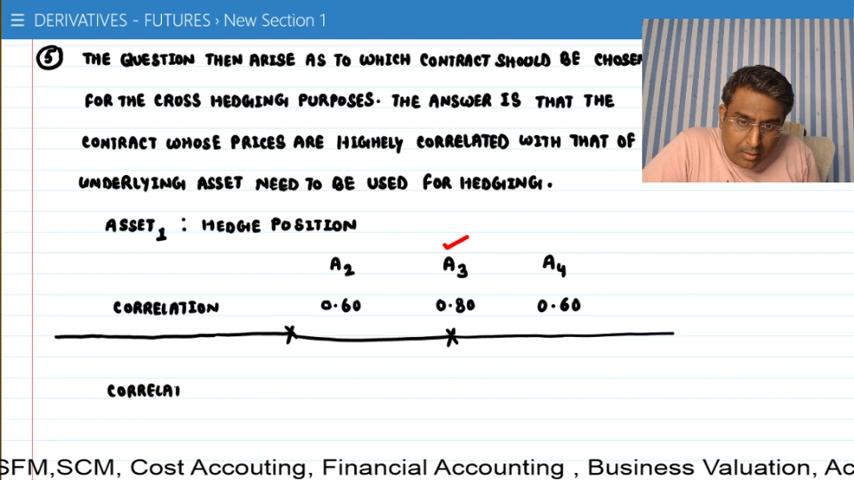 DERIVATIVES - FUTURES › New Section 1
5 THE QUESTION THEN ARISE AS TO WHICH CONTRACT SHOULD BE CHOSEN
FOR THE CROSS HEDGING PURPOSES. THE ANSWER IS THAT THE
CONTRACT WHOSE PRICES ARE HIGHELY CORRELATED WITH THAT OF
UNDERLYING ASSET NEED TO BE USED FOR HEDGING.
ASSET1 : HEDGE POSITION
A2 A3 A4
CORRELATION 0.60 0.80 0.60
CORRELAT
SFM,SCM, Cost Accouting, Financial Accounting , Business Valuation, Ac